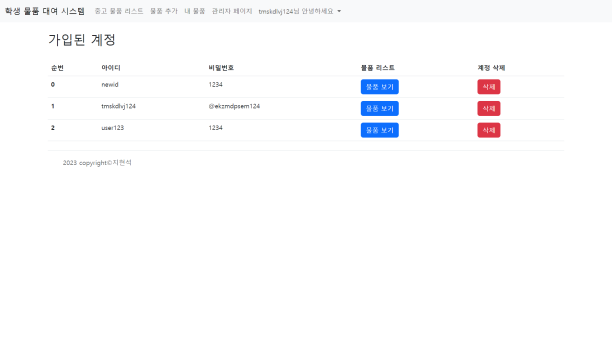 학생 물품 대여 시스템 중고 물품 리스트 물품 추가 내 물품 관리자 페이지 tmskdlvj124님 안녕하세요
가입된 계정
순번 아이디 비밀번호 물품 리스트 계정 삭제
0 newid 1234 물품 보기 삭제
1 tmskdlvj124 @ekzmdpsem124 물품 보기 삭제
2 user123 1234 물품 보기 삭제
2023 copyright©지현석